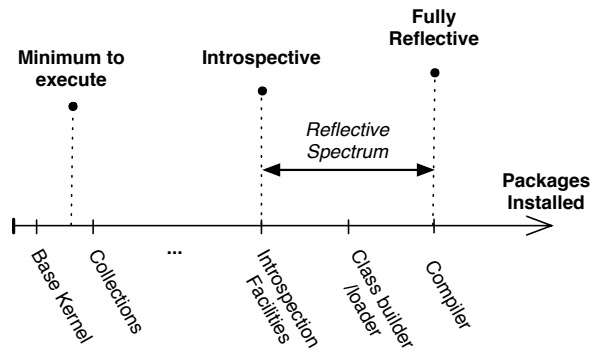 Fully
Reflective
Minimum to
execute
Introspective
Reflective
Spectrum
Packages
Installed
...
Base Kernel
Collections
Introspection
Facilities
Class builder
/loader
Compiler